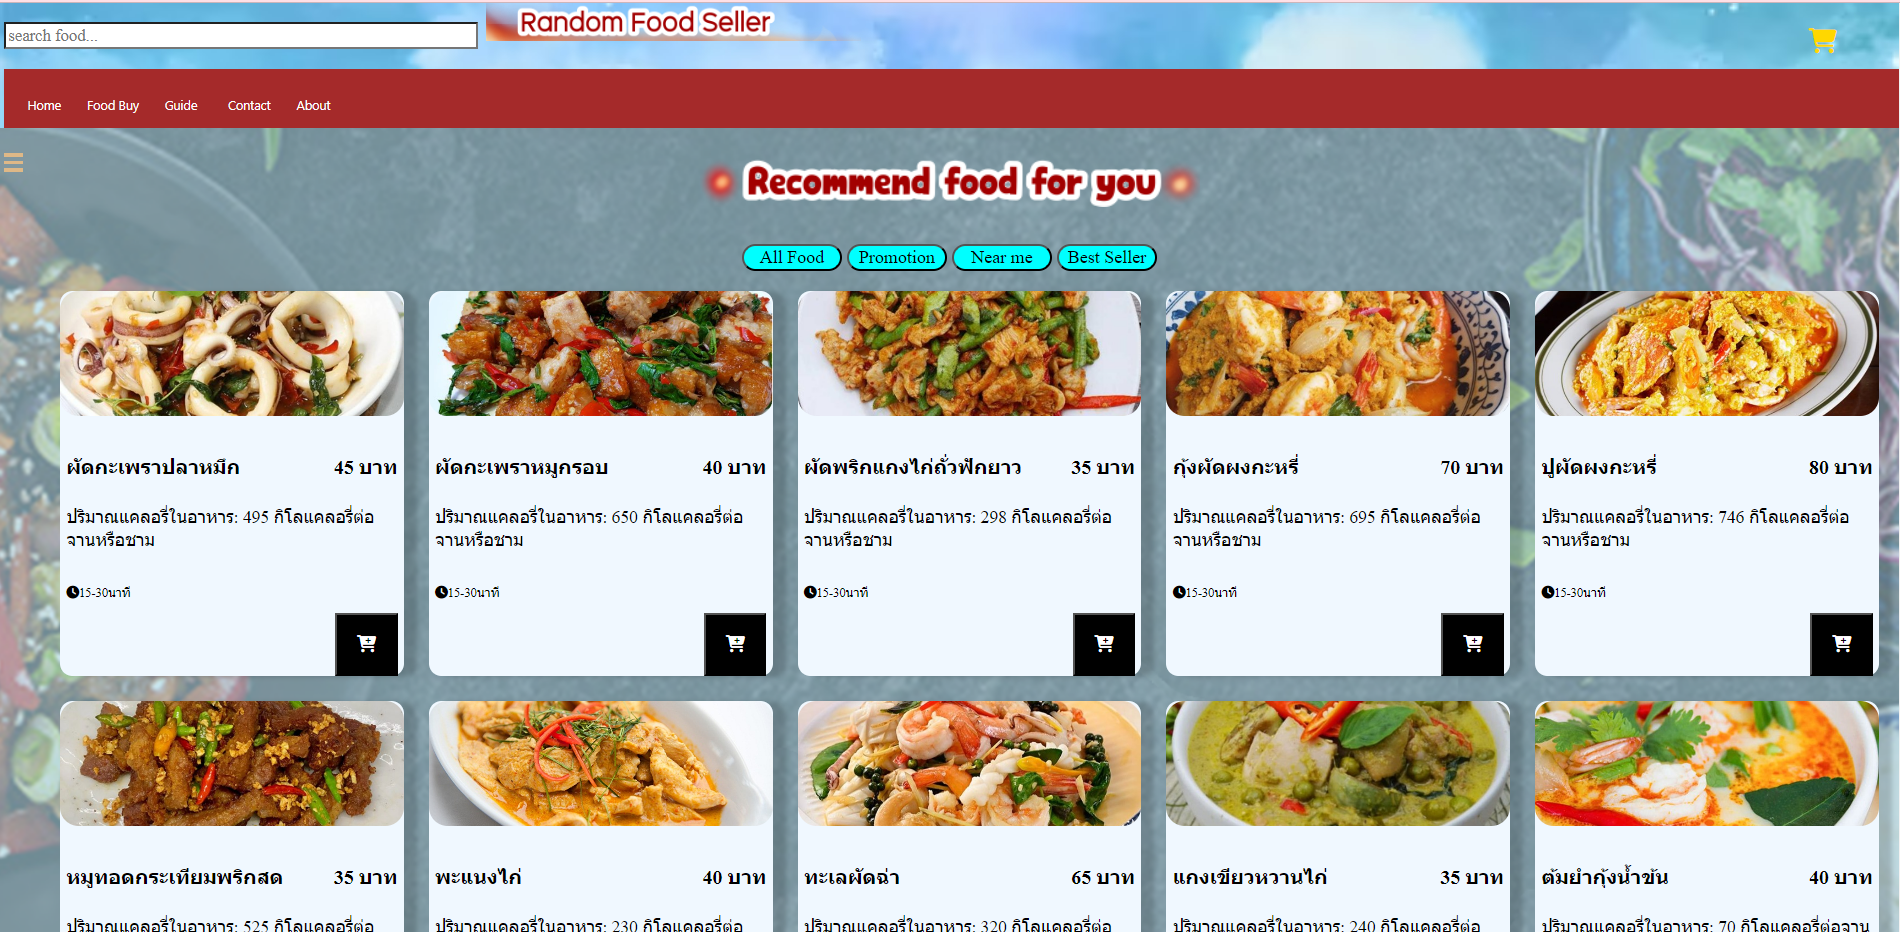 Random Food Seller
search food...
Home Food Buy Guide Contact About
Recommend food for you
All Food Promotion Near me Best Seller
ผัดกะเพราปลาหมึก 45 บาท
ปริมาณแคลอรี่ในอาหาร: 495 กิโลแคลอรี่ต่อ
จานหรือชาม
15-30นาที
ผัดกะเพราหมูกรอบ 40 บาท
ปริมาณแคลอรี่ในอาหาร: 650 กิโลแคลอรี่ต่อ
จานหรือชาม
15-30นาที
ผัดพริกแกงไก่ถั่วฟักยาว 35 บาท
ปริมาณแคลอรี่ในอาหาร: 298 กิโลแคลอรี่ต่อ
จานหรือชาม
15-30นาที
กุ้งผัดผงกะหรี่ 70 บาท
ปริมาณแคลอรี่ในอาหาร: 695 กิโลแคลอรี่ต่อ
จานหรือชาม
15-30นาที
ปูผัดผงกะหรี่ 80 บาท
ปริมาณแคลอรี่ในอาหาร: 746 กิโลแคลอรี่ต่อ
จานหรือชาม
15-30นาที
หมูทอดกระเทียมพริกสด 35 บาท
ปริมาณแคลอรี่ในอาหาร: 525 กิโลแคลอรี่ต่อ
พะแนงไก่ 40 บาท
ปริมาณแคลอรี่ในอาหาร: 230 กิโลแคลอรี่ต่อ
ทะเลผัดฉ่า 65 บาท
ปริมาณแคลอรี่ในอาหาร: 320 กิโลแคลอรี่ต่อ
แกงเขียวหวานไก่ 35 บาท
ปริมาณแคลอรี่ในอาหาร: 240 กิโลแคลอรี่ต่อ
ต้มยำกุ้งน้ำข้น 40 บาท
ปริมาณแคลอรี่ในอาหาร: 70 กิโลแคลอรี่ต่อจาน